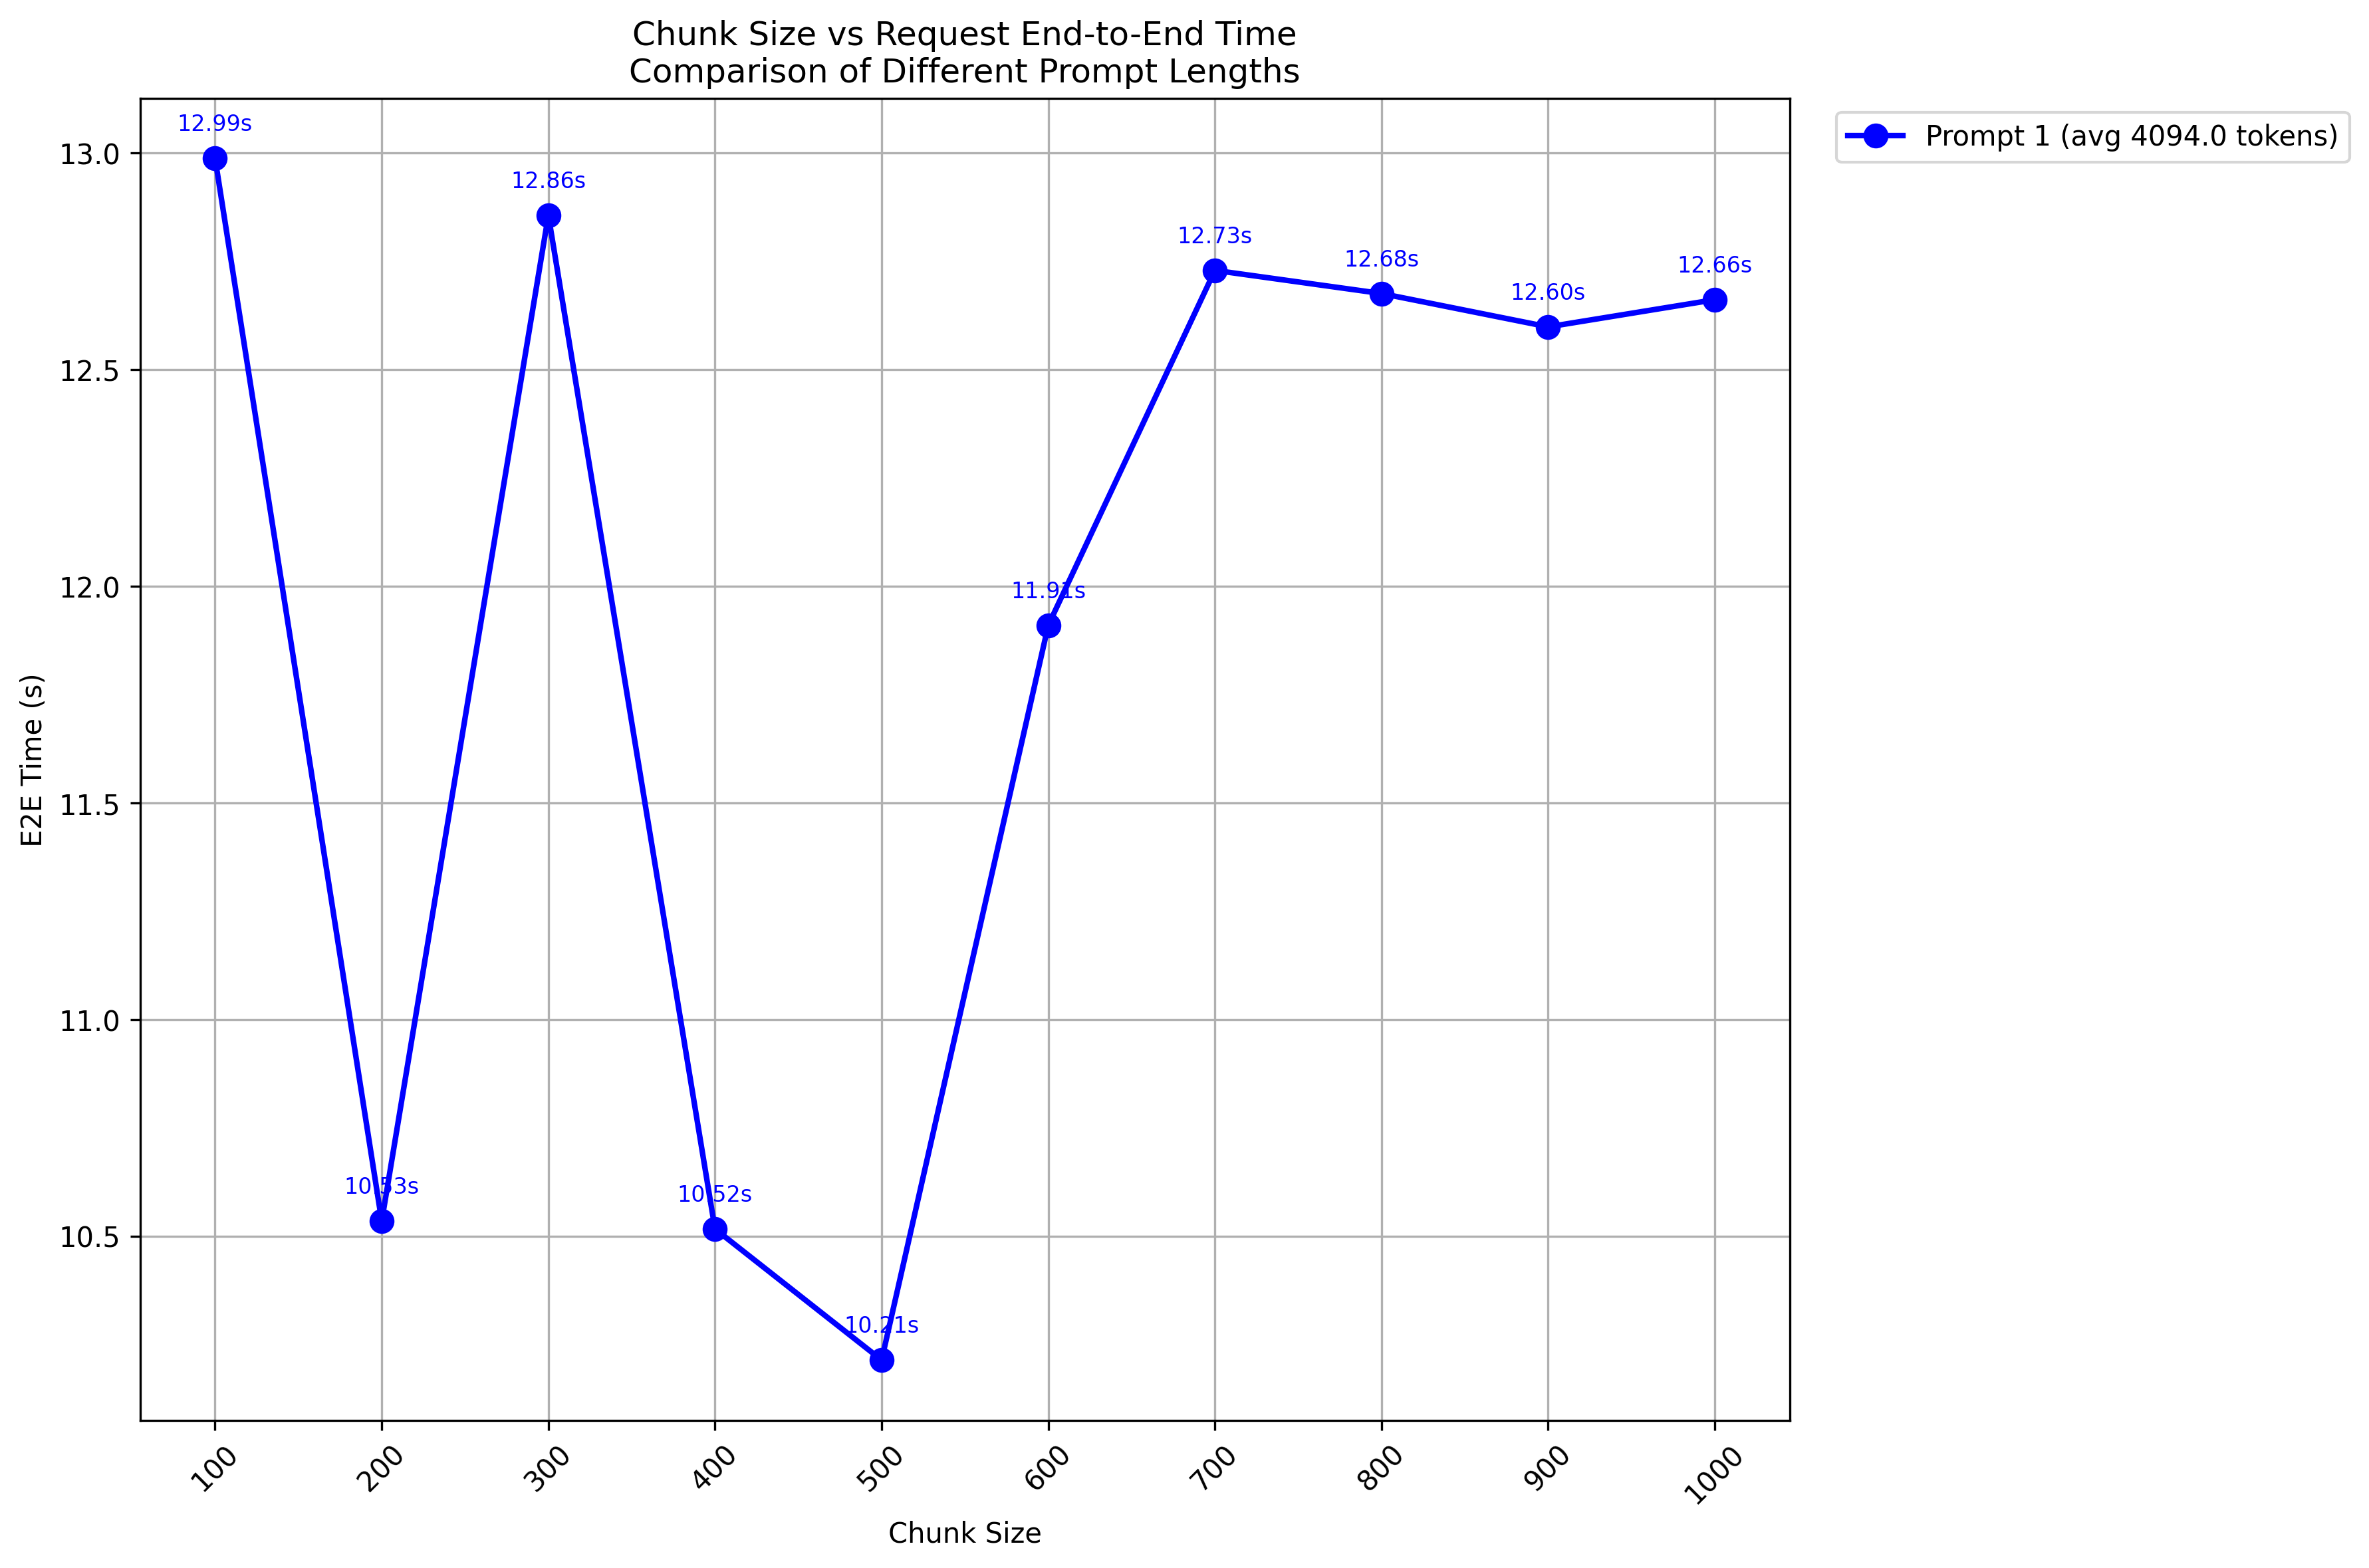 Chunk Size vs Request End-to-End Time
Comparison of Different Prompt Lengths
Prompt 1 (avg 4094.0 tokens)
E2E Time (s)
13.0
12.5
12.0
11.5
11.0
10.5
12.99s
10.53s
12.86s
10.52s
10.21s
11.91s
12.73s
12.68s
12.60s
12.66s
100
200
300
400
500
600
700
800
900
1000
Chunk Size